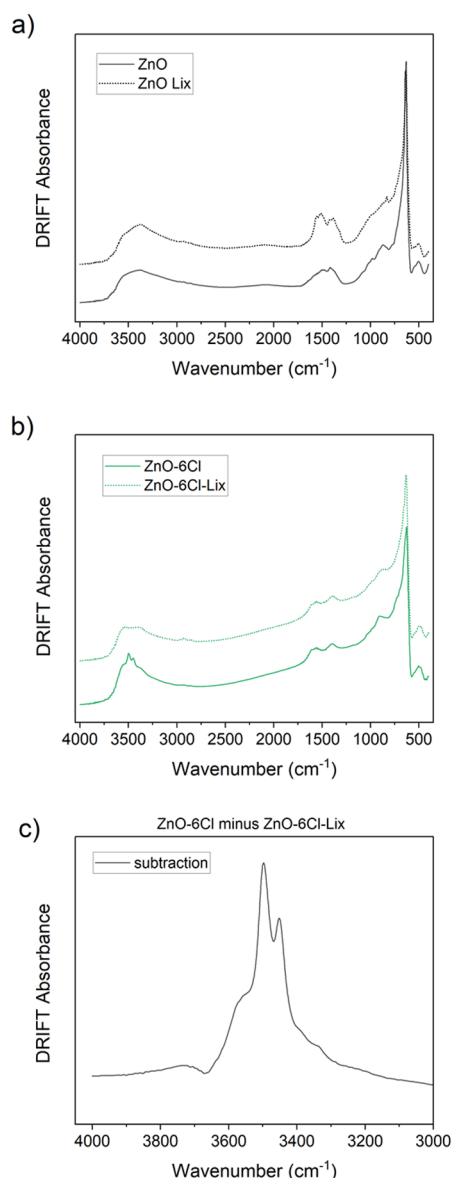 a)
ZnO
ZnO Lix
DRIFT Absorbance
4000 3500 3000 2500 2000 1500 1000 500
Wavenumber (cm⁻¹)
b)
ZnO-6Cl
ZnO-6Cl-Lix
DRIFT Absorbance
4000 3500 3000 2500 2000 1500 1000 500
Wavenumber (cm⁻¹)
c)
ZnO-6Cl minus ZnO-6Cl-Lix
subtraction
DRIFT Absorbance
4000 3800 3600 3400 3200 3000
Wavenumber (cm⁻¹)